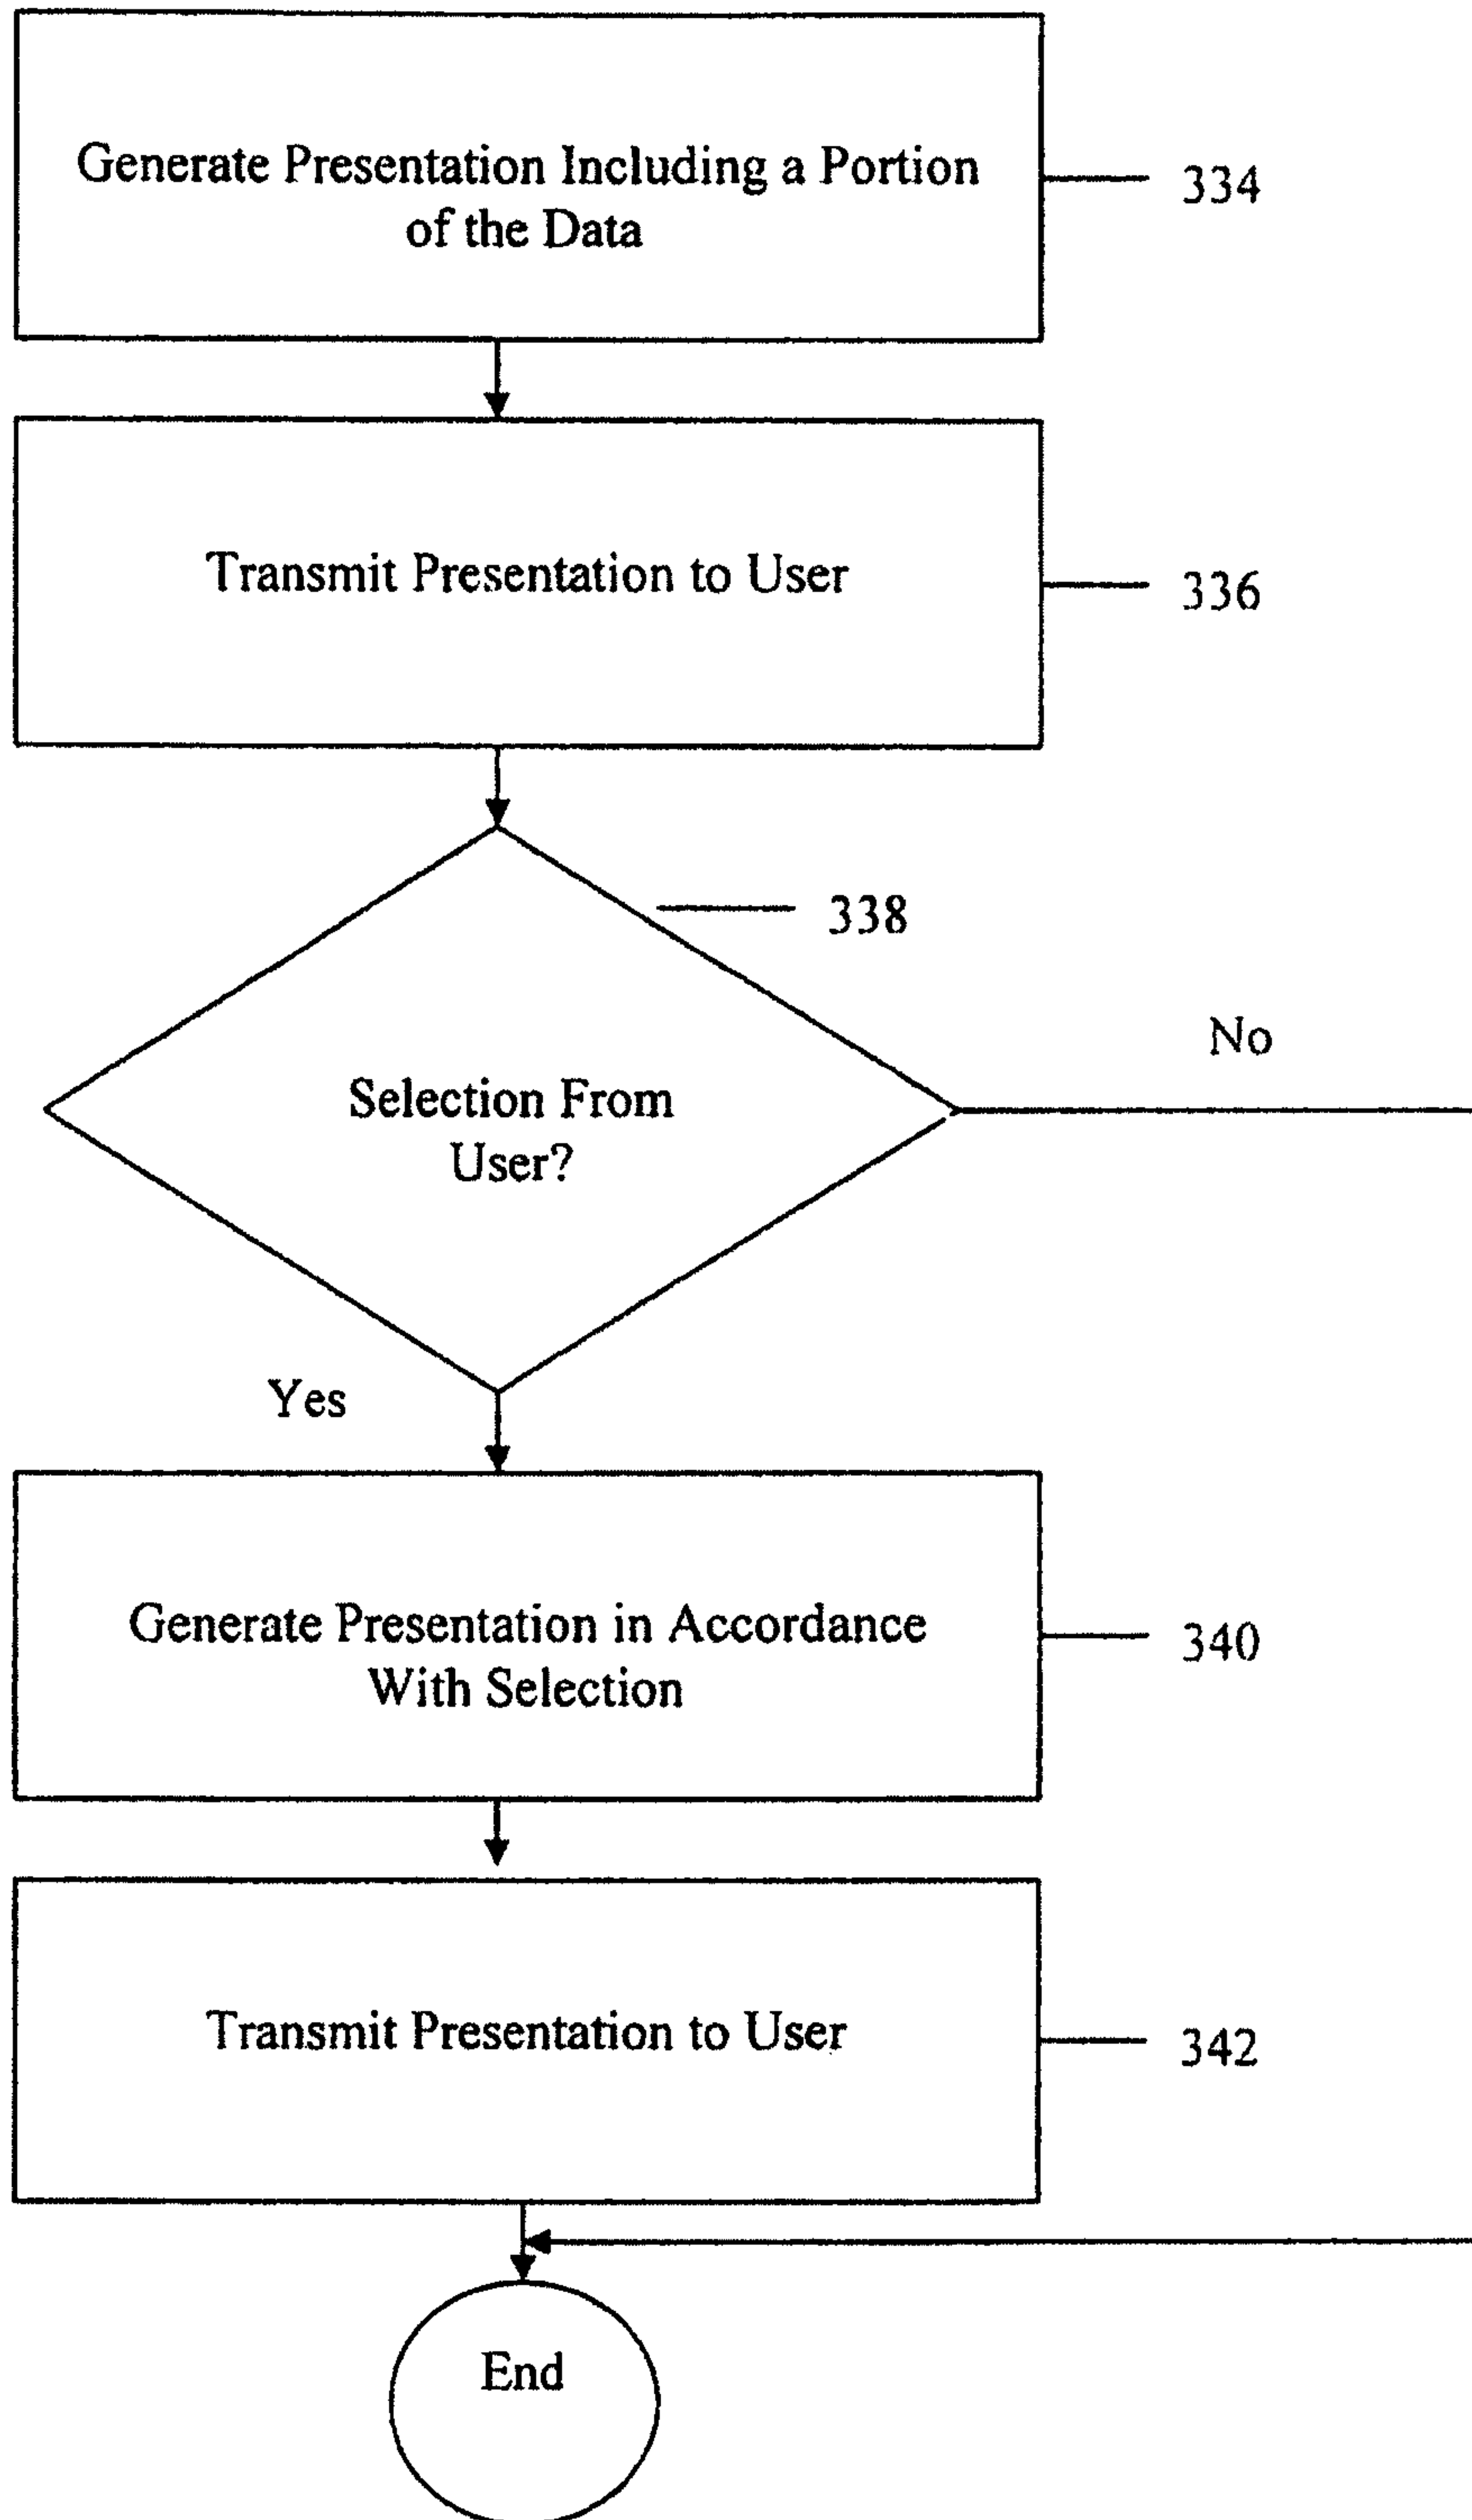 Generate Presentation Including a Portion
of the Data
334
Transmit Presentation to User
336
338
No
Selection From
User?
Yes
Generate Presentation in Accordance
With Selection
340
Transmit Presentation to User
342
End